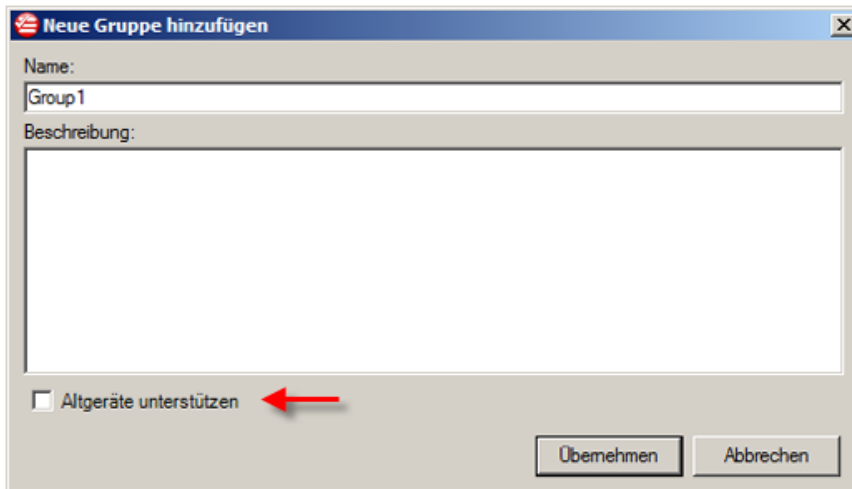 Neue Gruppe hinzufügen
Name:
Group1
Beschreibung:
Altgeräte unterstützen
Übernehmen Abbrechen